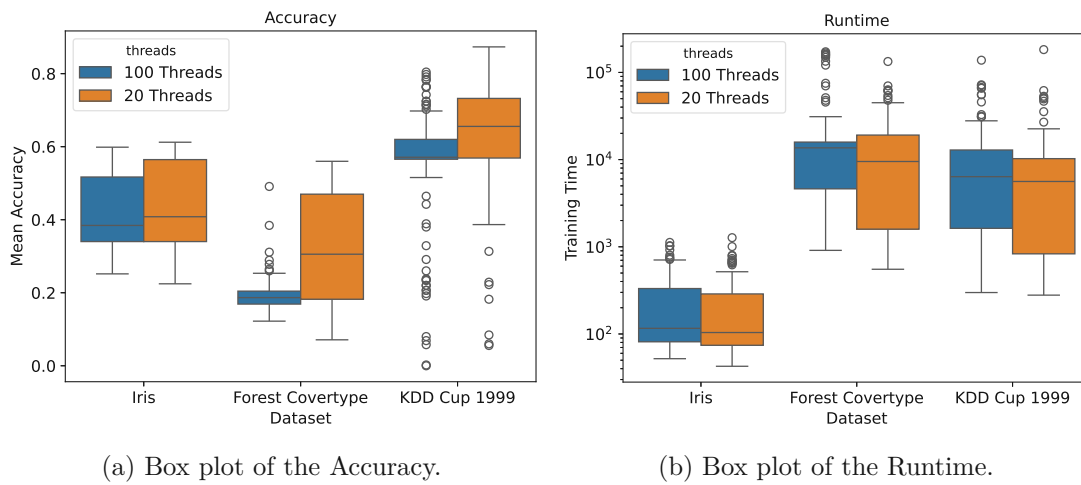 Accuracy
threads
100 Threads
20 Threads
Mean Accuracy
0.8
0.6
0.4
0.2
0.0
Iris
Forest Covertype
KDD Cup 1999
Dataset
(a) Box plot of the Accuracy.
Runtime
threads
100 Threads
20 Threads
Training Time
10^5
10^4
10^3
10^2
Iris
Forest Covertype
KDD Cup 1999
Dataset
(b) Box plot of the Runtime.